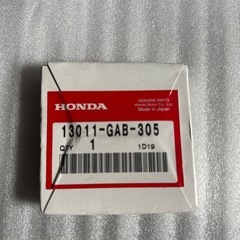 GENUINE PARTS
Honda Motor Co., Ltd.
Made in Japan
HONDA
13011-GAB-305
QTY 1 1D19